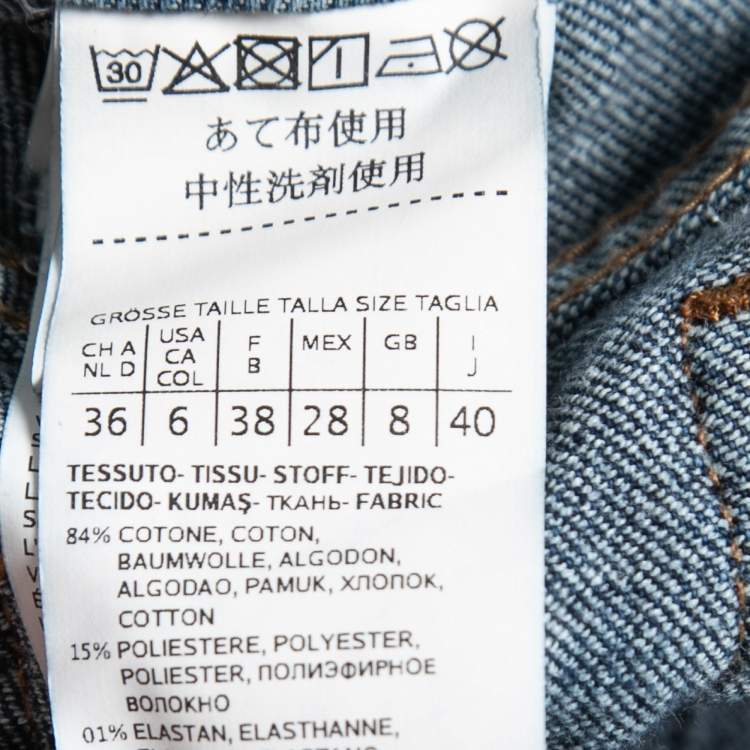 30
あて布使用
中性洗剤使用
GRÖSSE TAILLE TALLA SIZE TAGLIA
CH A NL D USA CA COL F B MEX GB I J
36 6 38 28 8 40
TESSUTO- TISSU- STOFF- TEJIDO-
TECIDO- KUMAŞ- ТКАНЬ- FABRIC
84% COTONE, COTON,
BAUMWOLLE, ALGODON,
ALGODAO, PAMUK, ХЛОПОК,
COTTON
15% POLIESTERE, POLYESTER,
POLIESTER, ПОЛИЭФИРНОЕ
ВОЛОКНО
01% ELASTAN, ELASTHANNE,